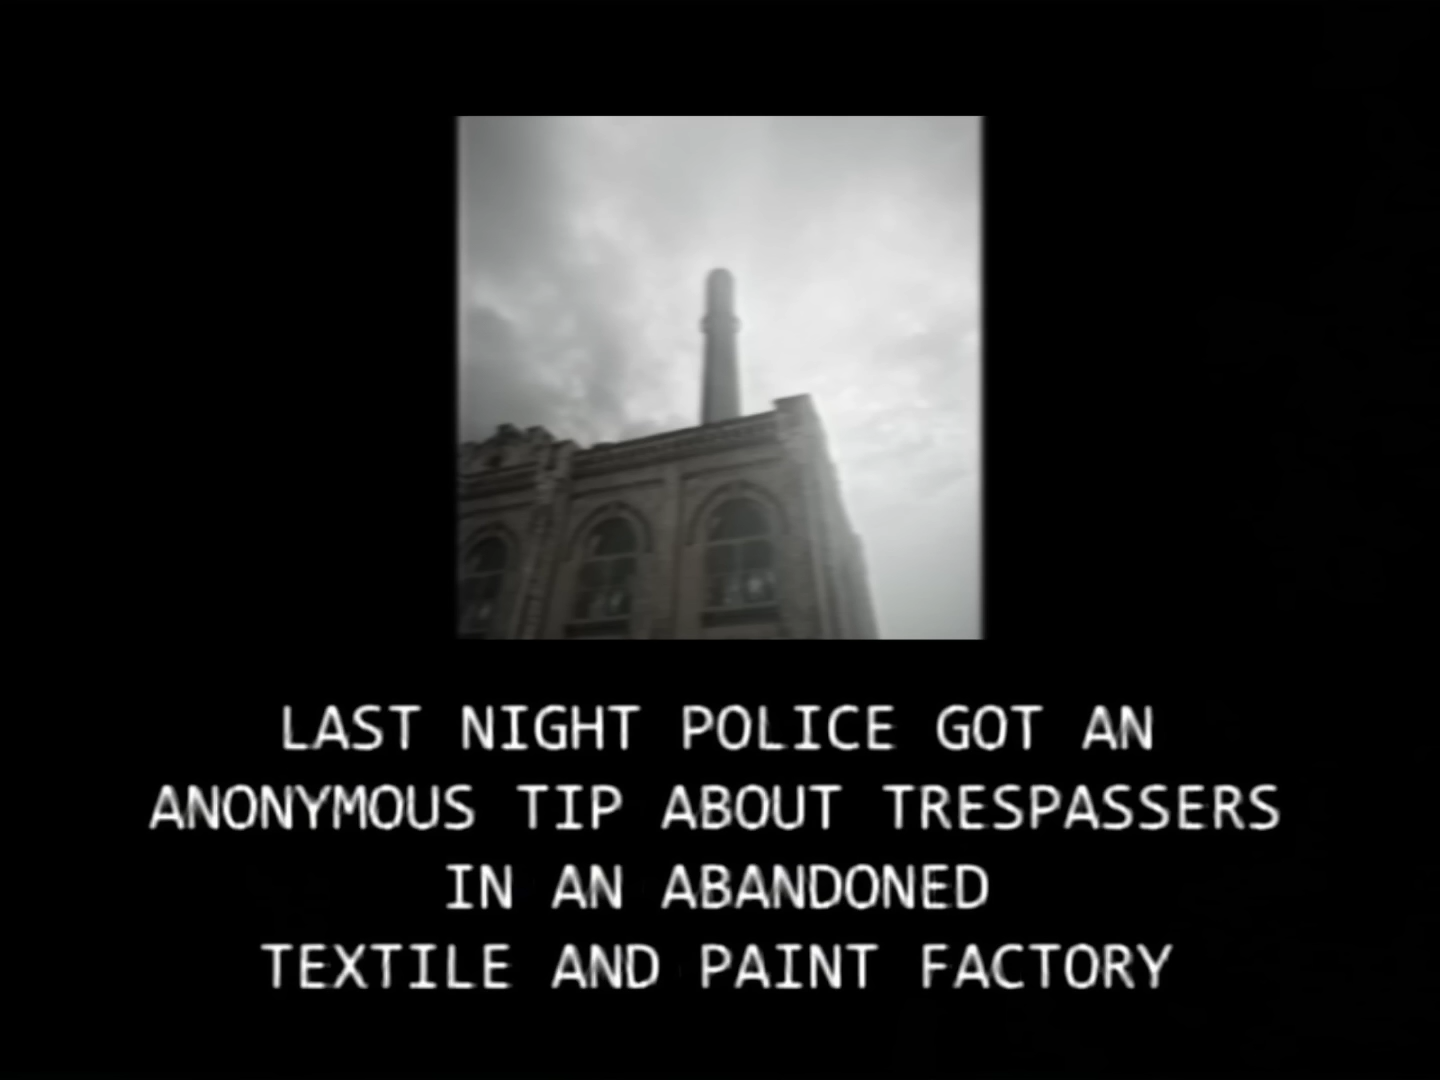 LAST NIGHT POLICE GOT AN
ANONYMOUS TIP ABOUT TRESPASSERS
IN AN ABANDONED
TEXTILE AND PAINT FACTORY